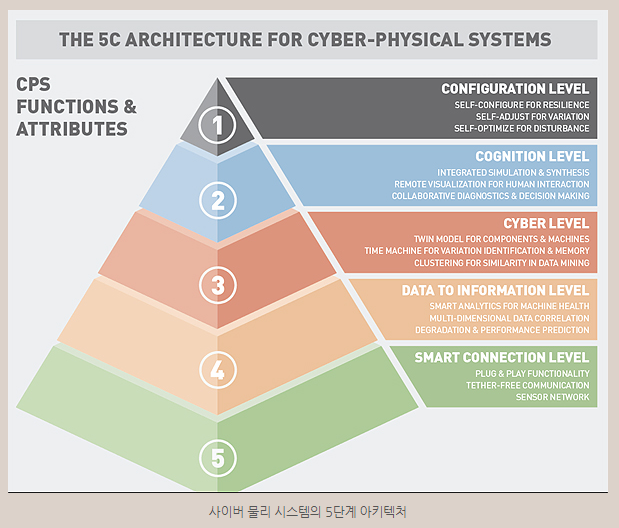 THE 5C ARCHITECTURE FOR CYBER-PHYSICAL SYSTEMS
CPS
FUNCTIONS &
ATTRIBUTES
1
CONFIGURATION LEVEL
SELF-CONFIGURE FOR RESILIENCE
SELF-ADJUST FOR VARIATION
SELF-OPTIMIZE FOR DISTURBANCE
2
COGNITION LEVEL
INTEGRATED SIMULATION & SYNTHESIS
REMOTE VISUALIZATION FOR HUMAN INTERACTION
COLLABORATIVE DIAGNOSTICS & DECISION MAKING
3
CYBER LEVEL
TWIN MODEL FOR COMPONENTS & MACHINES
TIME MACHINE FOR VARIATION IDENTIFICATION & MEMORY
CLUSTERING FOR SIMILARITY IN DATA MINING
4
DATA TO INFORMATION LEVEL
SMART ANALYTICS FOR MACHINE HEALTH
MULTI-DIMENSIONAL DATA CORRELATION
DEGRADATION & PERFORMANCE PREDICTION
5
SMART CONNECTION LEVEL
PLUG & PLAY FUNCTIONALITY
TETHER-FREE COMMUNICATION
SENSOR NETWORK
사이버 물리 시스템의 5단계 아키텍처